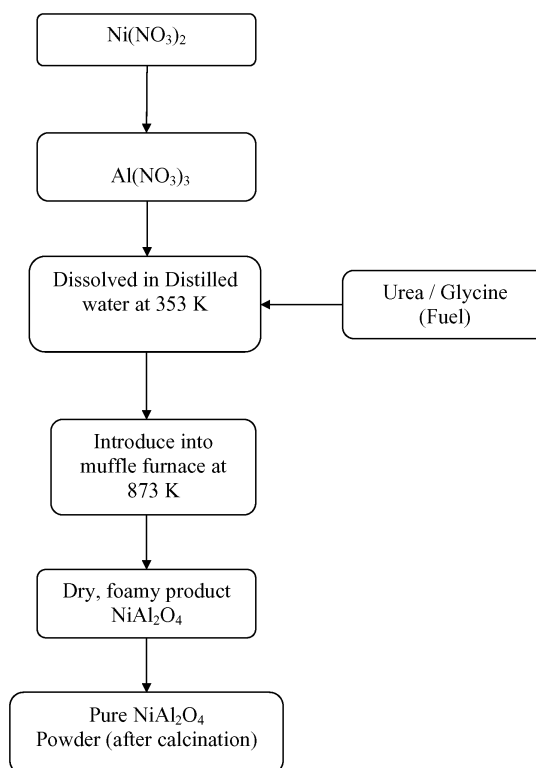 Ni(NO₃)₂
Al(NO₃)₃
Dissolved in Distilled
water at 353 K
Urea / Glycine
(Fuel)
Introduce into
muffle furnace at
873 K
Dry, foamy product
NiAl₂O₄
Pure NiAl₂O₄
Powder (after calcination)